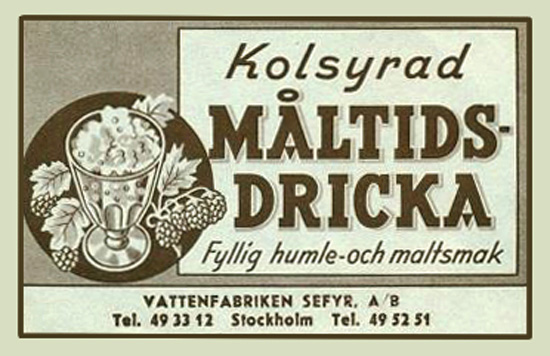 Kolsyrad
MÅLTIDS-
DRICKA
Fyllig humle-och maltsmak
VATTENFABRIKEN SEFYR, A/B
Tel. 49 33 12 Stockholm Tel. 49 52 51